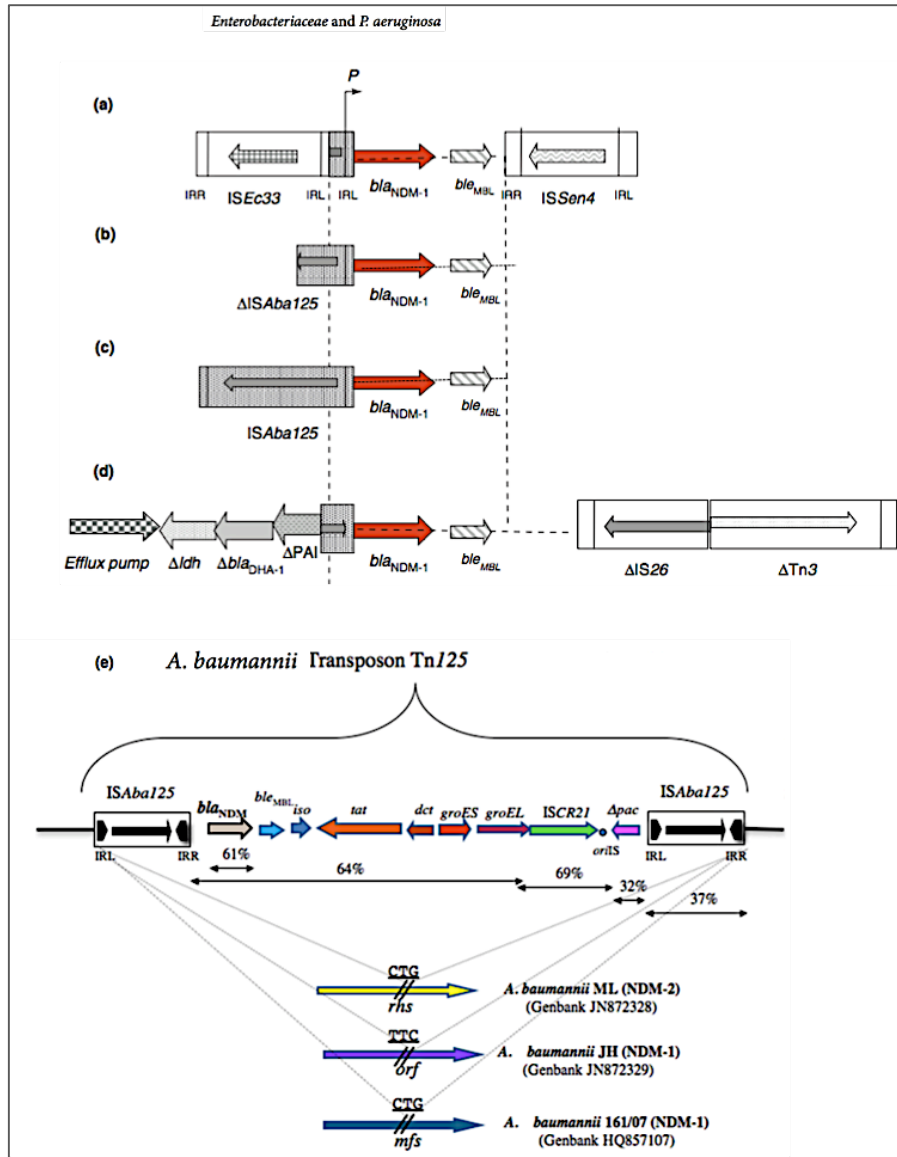 Enterobacteriaceae and P. aeruginosa
P
(a)
IRR ISEc33 IRL IRL blaNDM-1 bleMBL IRR ISSen4 IRL
(b)
ΔISAba125 blaNDM-1 bleMBL
(c)
ISAba125 blaNDM-1 bleMBL
(d)
Efflux pump Δldh ΔblaDHA-1 ΔPAI blaNDM-1 bleMBL ΔIS26 ΔTn3
(e) A. baumannii Transposon Tn125
ISAba125 blaNDM bleMBL iso tat dct groES groEL ISCR21 Δpac ISAba125
IRL IRR oriIS IRL IRR
61%
64% 69% 32% 37%
CTG
rhs
A. baumannii ML (NDM-2)
(Genbank JN872328)
TTC
orf
A. baumannii JH (NDM-1)
(Genbank JN872329)
CTG
mfs
A. baumannii 161/07 (NDM-1)
(Genbank HQ857107)